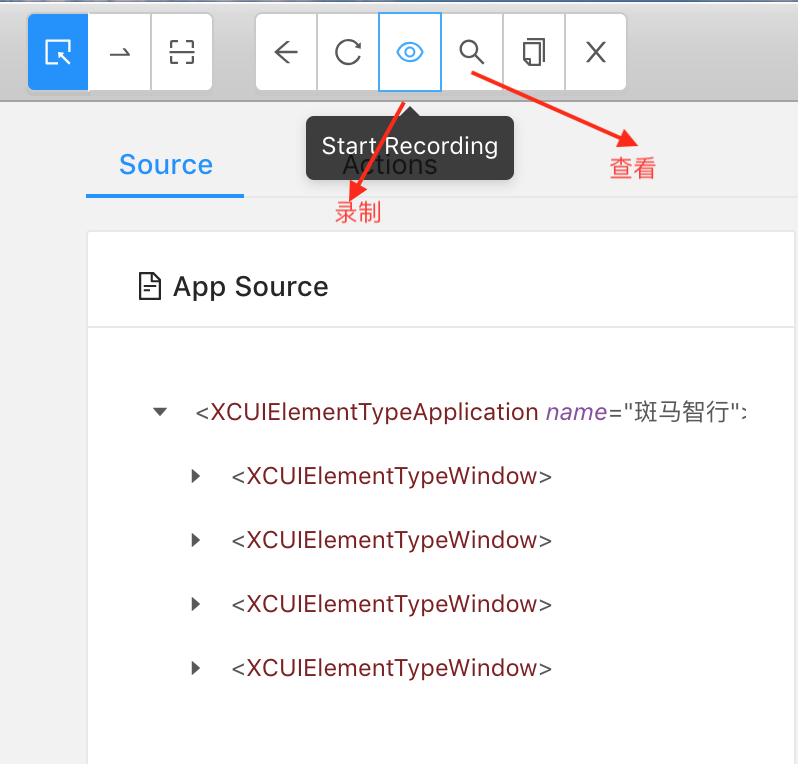 Start Recording
查看
Source
Actions
录制
App Source
<XCUIElementTypeApplication name="斑马智行">
<XCUIElementTypeWindow>
<XCUIElementTypeWindow>
<XCUIElementTypeWindow>
<XCUIElementTypeWindow>